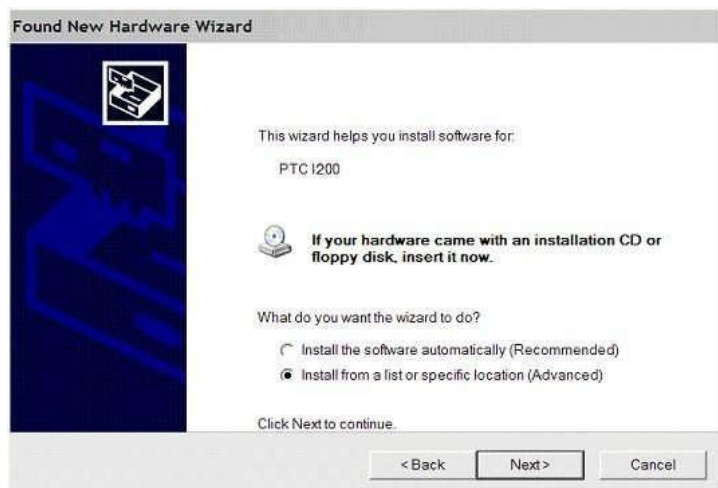 Found New Hardware Wizard
This wizard helps you install software for:
PTC I200
If your hardware came with an installation CD or
floppy disk, insert it now.
What do you want the wizard to do?
Install the software automatically (Recommended)
Install from a list or specific location (Advanced)
Click Next to continue.
< Back
Next >
Cancel